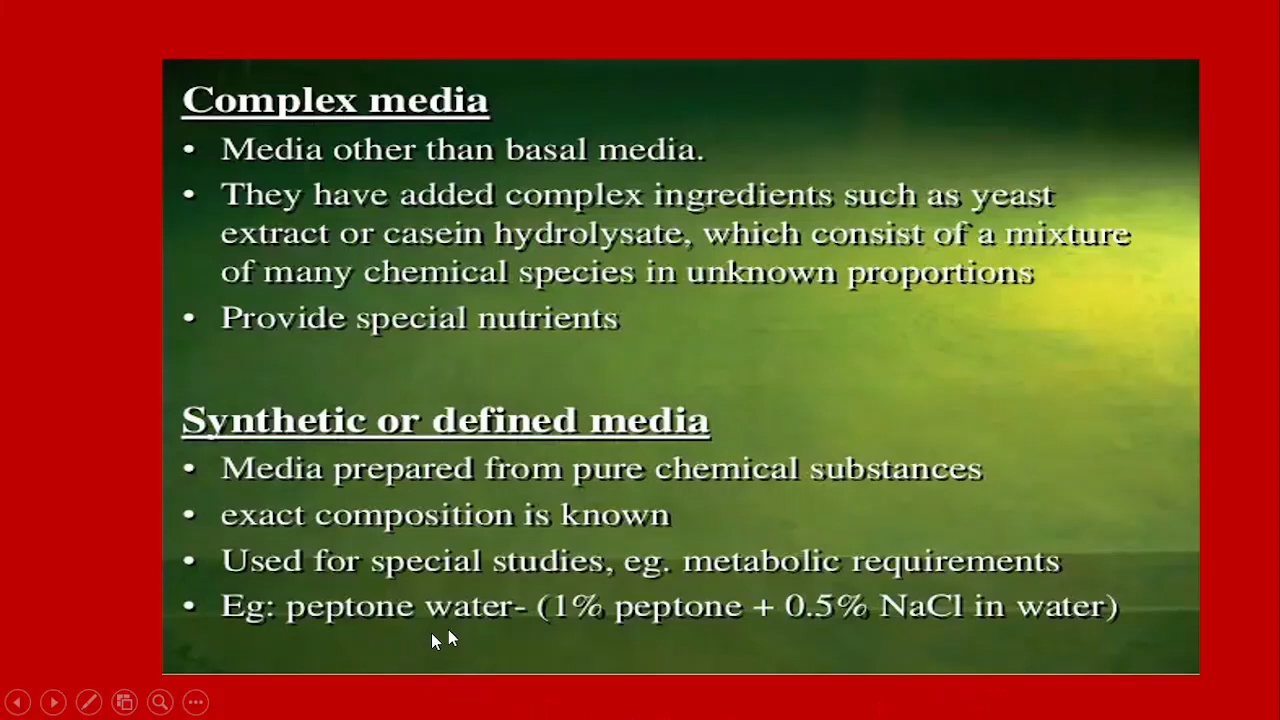 Complex media
• Media other than basal media.
• They have added complex ingredients such as yeast
extract or casein hydrolysate, which consist of a mixture
of many chemical species in unknown proportions
• Provide special nutrients
Synthetic or defined media
• Media prepared from pure chemical substances
• exact composition is known
• Used for special studies, eg. metabolic requirements
• Eg: peptone water- (1% peptone + 0.5% NaCl in water)